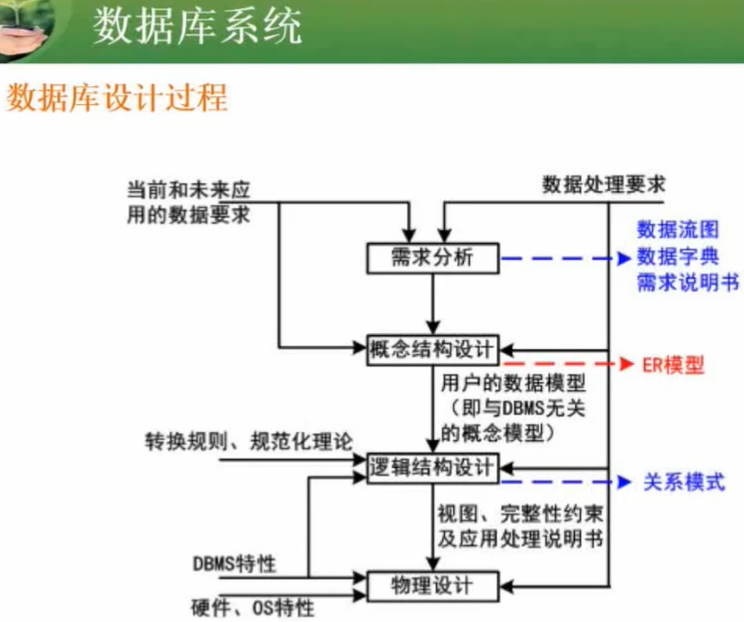 数据库系统
数据库设计过程
当前和未来应
用的数据要求
数据处理要求
数据流图
需求分析
数据字典
需求说明书
概念结构设计
ER模型
用户的数据模型
(即与DBMS无关
的概念模型)
转换规则、规范化理论
逻辑结构设计
关系模式
视图、完整性约束
及应用处理说明书
DBMS特性
物理设计
硬件、OS特性